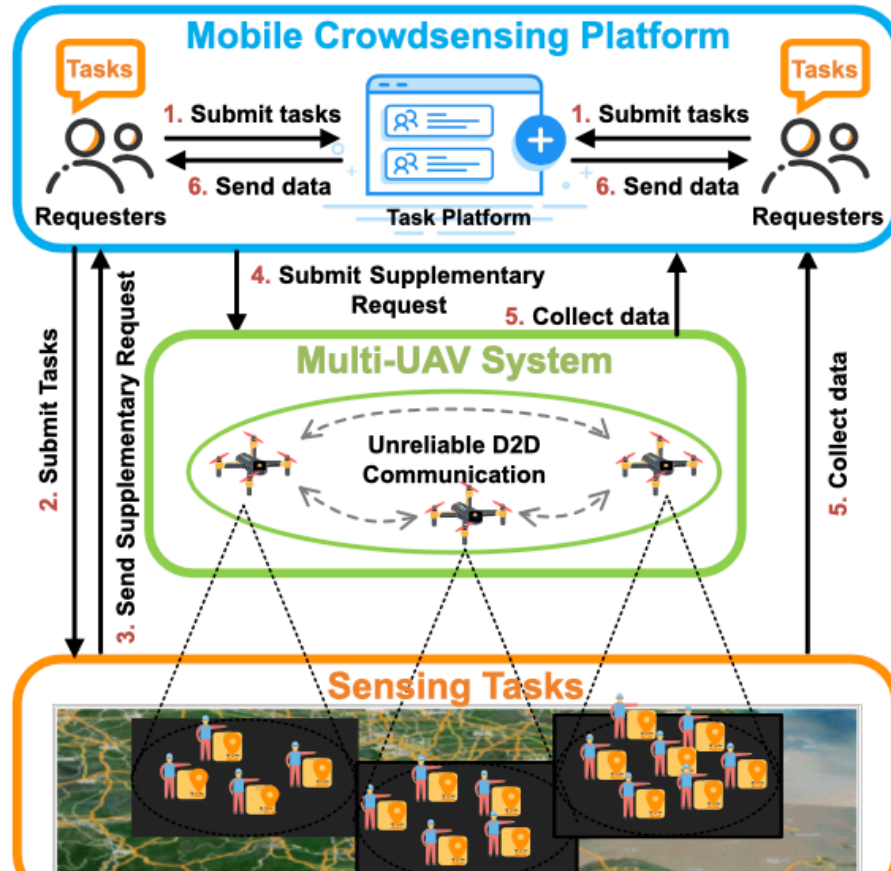 Mobile Crowdsensing Platform
Tasks
Tasks
1. Submit tasks
1. Submit tasks
6. Send data
6. Send data
Requesters
Task Platform
Requesters
4. Submit Supplementary
Request
5. Collect data
2. Submit Tasks
3. Send Supplementary Request
5. Collect data
Multi-UAV System
Unreliable D2D
Communication
Sensing Tasks